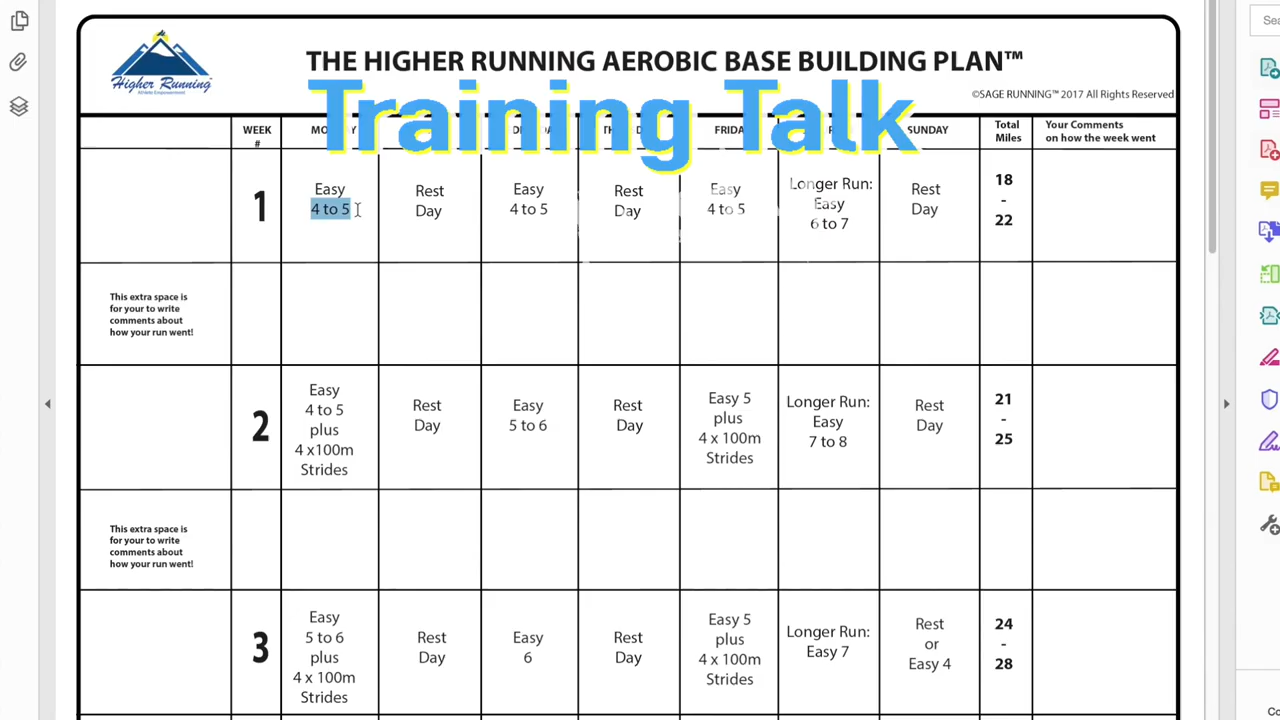 Higher Running
Athlete Empowerment
THE HIGHER RUNNING AEROBIC BASE BUILDING PLAN™
©SAGE RUNNING™ 2017 All Rights Reserved
Training Talk
WEEK
#
FRIDAY
SUNDAY
Total
Miles
Your Comments
on how the week went
1
Easy
4 to 5
Rest
Day
Easy
4 to 5
Rest
Day
Easy
4 to 5
Longer Run:
Easy
6 to 7
Rest
Day
18
-
22
This extra space is
for your to write
comments about
how your run went!
2
Easy
4 to 5
plus
4 x100m
Strides
Rest
Day
Easy
5 to 6
Rest
Day
Easy 5
plus
4 x 100m
Strides
Longer Run:
Easy
7 to 8
Rest
Day
21
-
25
This extra space is
for your to write
comments about
how your run went!
3
Easy
5 to 6
plus
4 x 100m
Strides
Rest
Day
Easy
6
Rest
Day
Easy 5
plus
4 x 100m
Strides
Longer Run:
Easy 7
Rest
or
Easy 4
24
-
28
Sea
Co